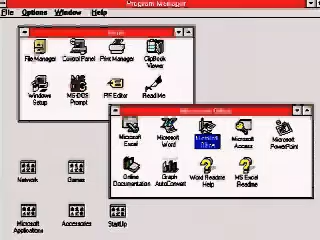 Program Manager
File Options Window Help
Main
File Manager Control Panel Print Manager ClipBook Viewer
Windows Setup MS-DOS Prompt PIF Editor Read Me
Microsoft Office
Microsoft Excel Microsoft Word Microsoft Office Microsoft Access Microsoft PowerPoint
Online Documentation Graph AutoConvert Word Readme Help MS Excel Readme
Network Games
Microsoft Applications Accessories StartUp